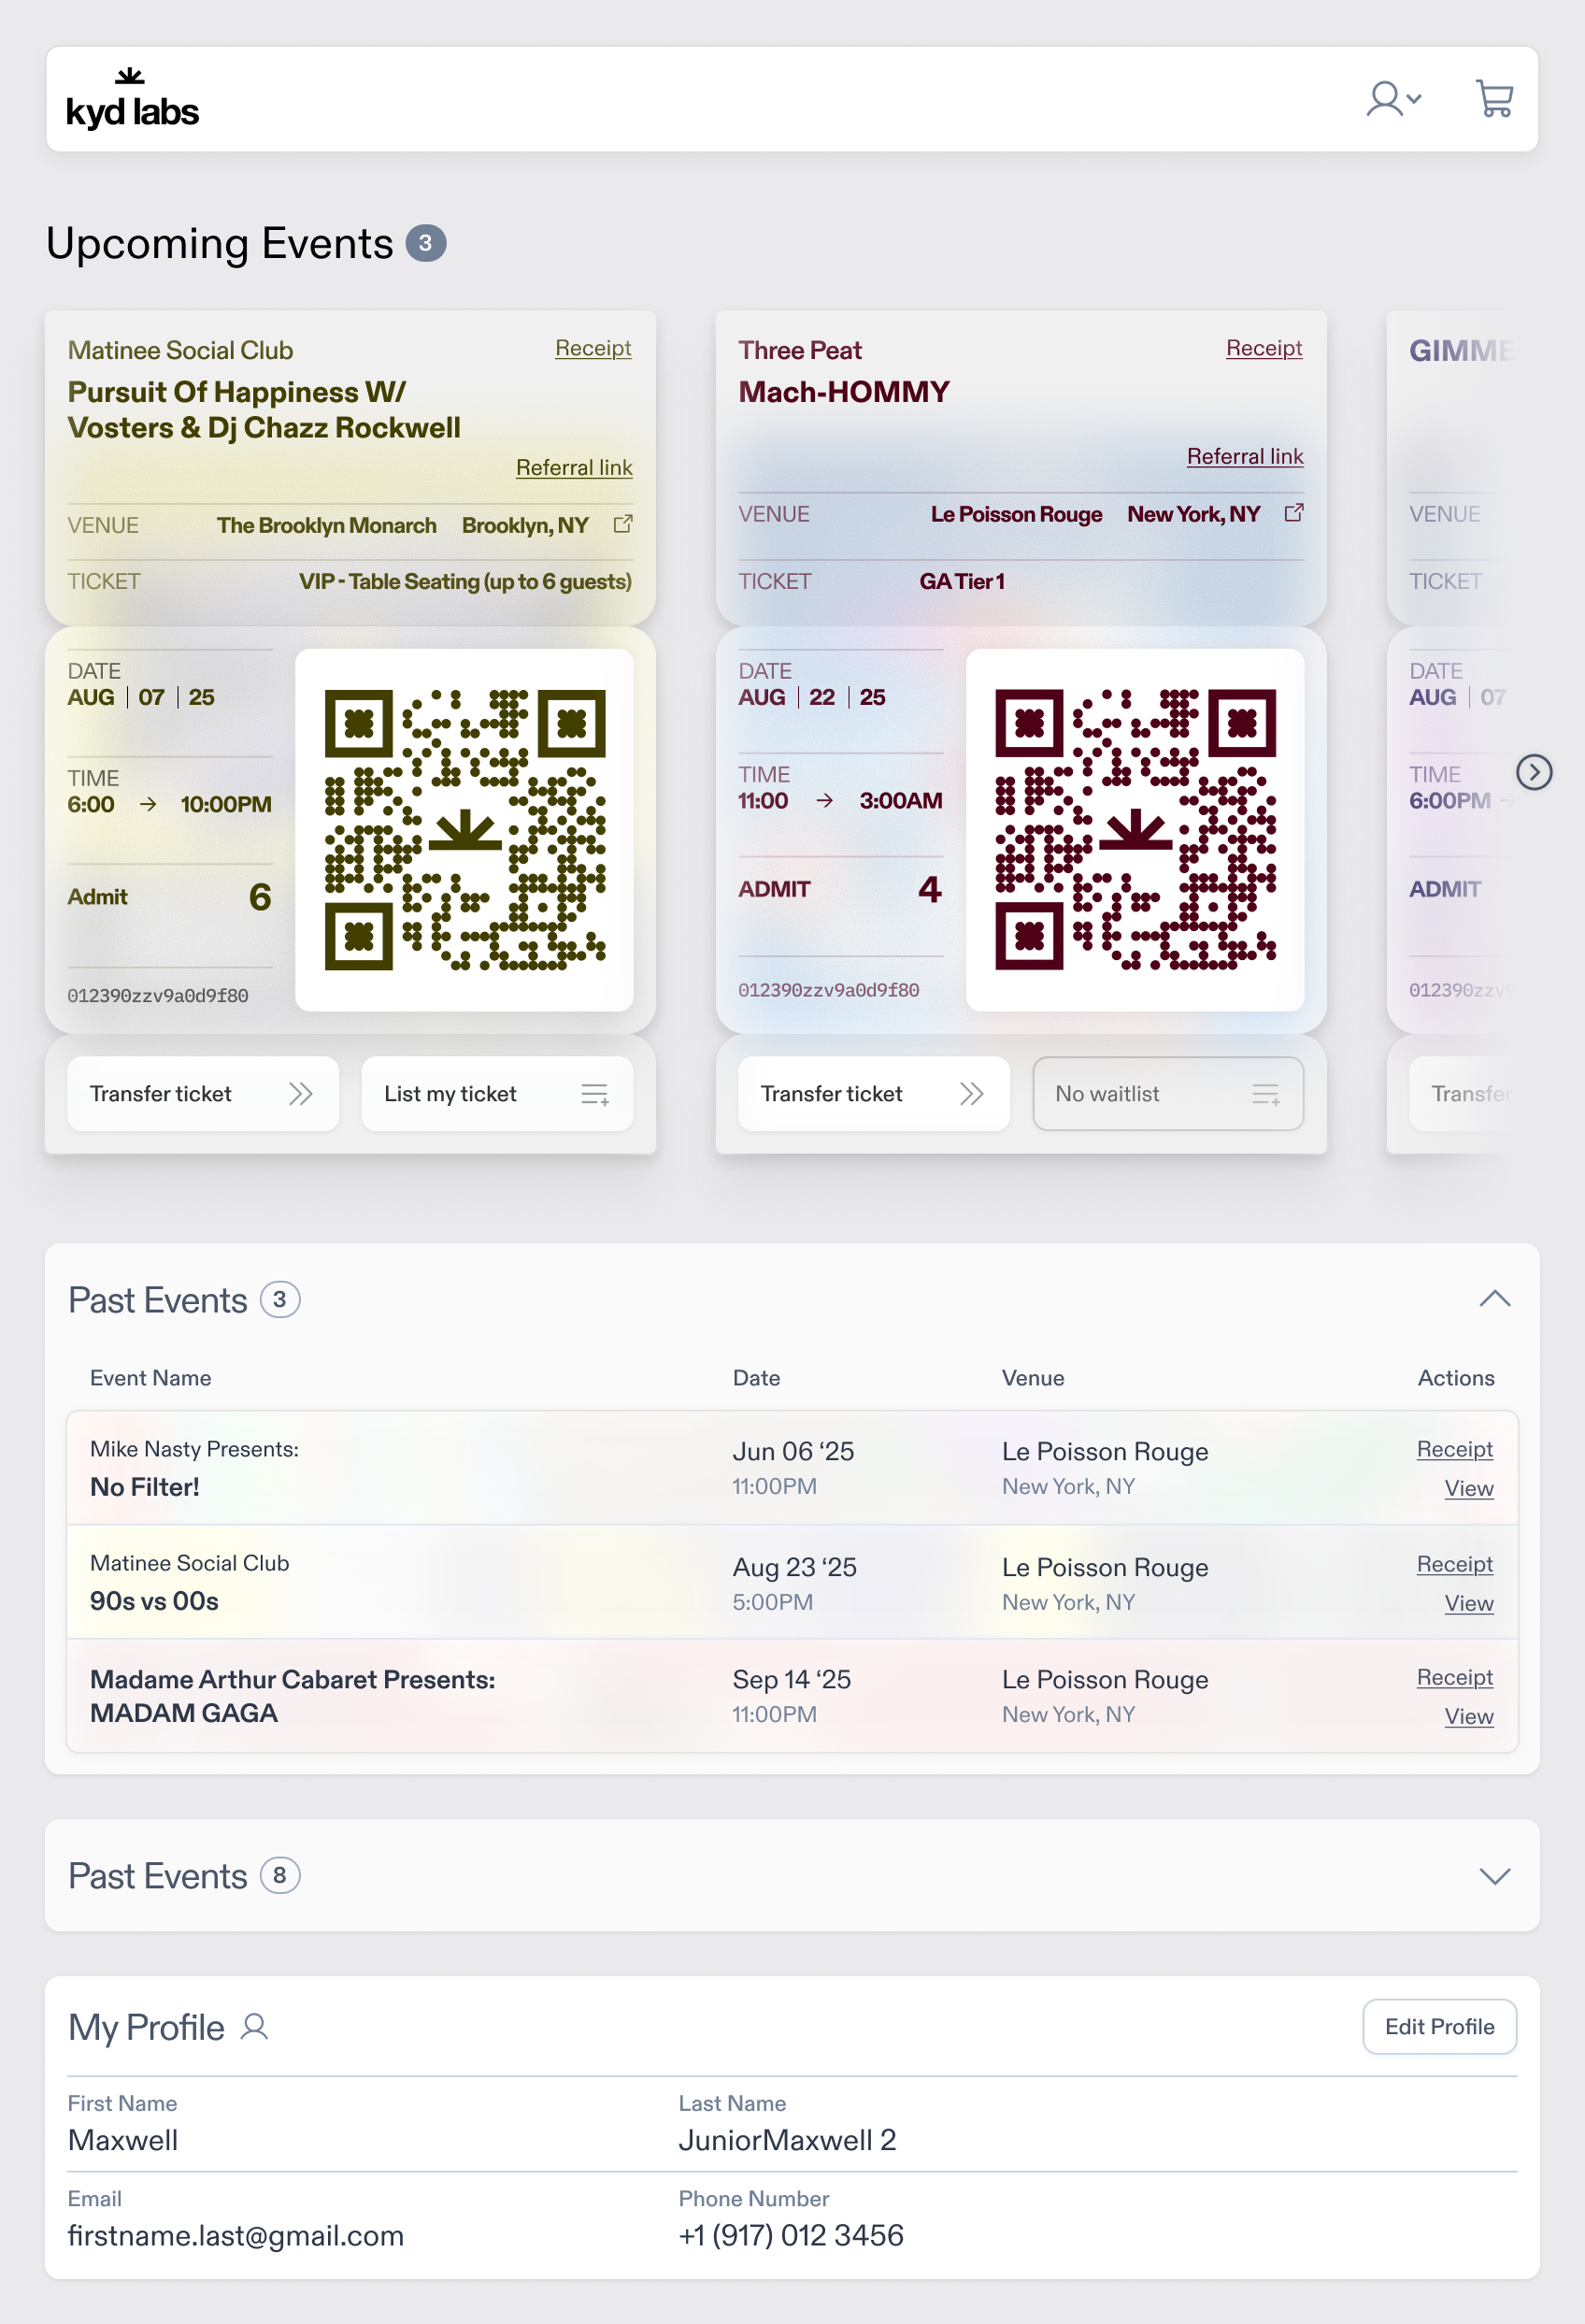 kyd labs
Upcoming Events 3
Matinee Social Club Receipt
Pursuit Of Happiness W/
Vosters & Dj Chazz Rockwell
Referral link
VENUE The Brooklyn Monarch Brooklyn, NY
TICKET VIP - Table Seating (up to 6 guests)
DATE
AUG | 07 | 25
TIME
6:00 → 10:00PM
Admit 6
012390zzv9a0d9f80
Transfer ticket
List my ticket
Three Peat Receipt
Mach-HOMMY
Referral link
VENUE Le Poisson Rouge New York, NY
TICKET GA Tier 1
DATE
AUG | 22 | 25
TIME
11:00 → 3:00AM
ADMIT 4
012390zzv9a0d9f80
Transfer ticket
No waitlist
GIMME
VENUE
TICKET
DATE
AUG | 07
TIME
6:00PM →
ADMIT
012390zzv
Transfer
Past Events 3
Event Name Date Venue Actions
Mike Nasty Presents:
No Filter!
Jun 06 ‘25
11:00PM
Le Poisson Rouge
New York, NY
Receipt
View
Matinee Social Club
90s vs 00s
Aug 23 ‘25
5:00PM
Le Poisson Rouge
New York, NY
Receipt
View
Madame Arthur Cabaret Presents:
MADAM GAGA
Sep 14 ‘25
11:00PM
Le Poisson Rouge
New York, NY
Receipt
View
Past Events 8
My Profile
Edit Profile
First Name
Maxwell
Last Name
JuniorMaxwell 2
Email
firstname.last@gmail.com
Phone Number
+1 (917) 012 3456